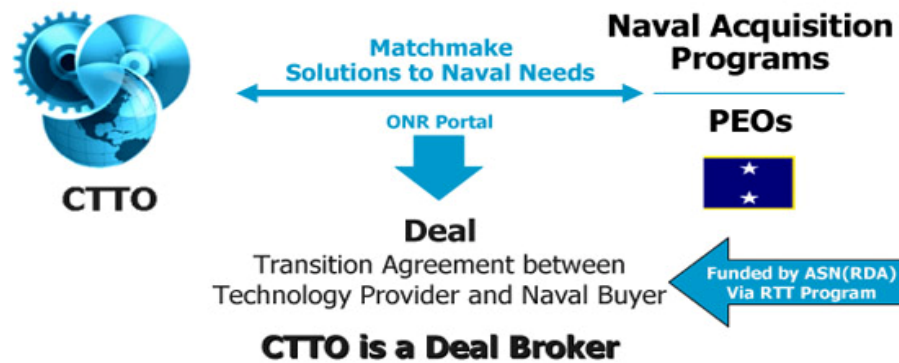 Matchmake
Solutions to Naval Needs
ONR Portal
Naval Acquisition
Programs
PEOs
CTTO
Deal
Transition Agreement between
Technology Provider and Naval Buyer
Funded by ASN(RDA)
Via RTT Program
CTTO is a Deal Broker